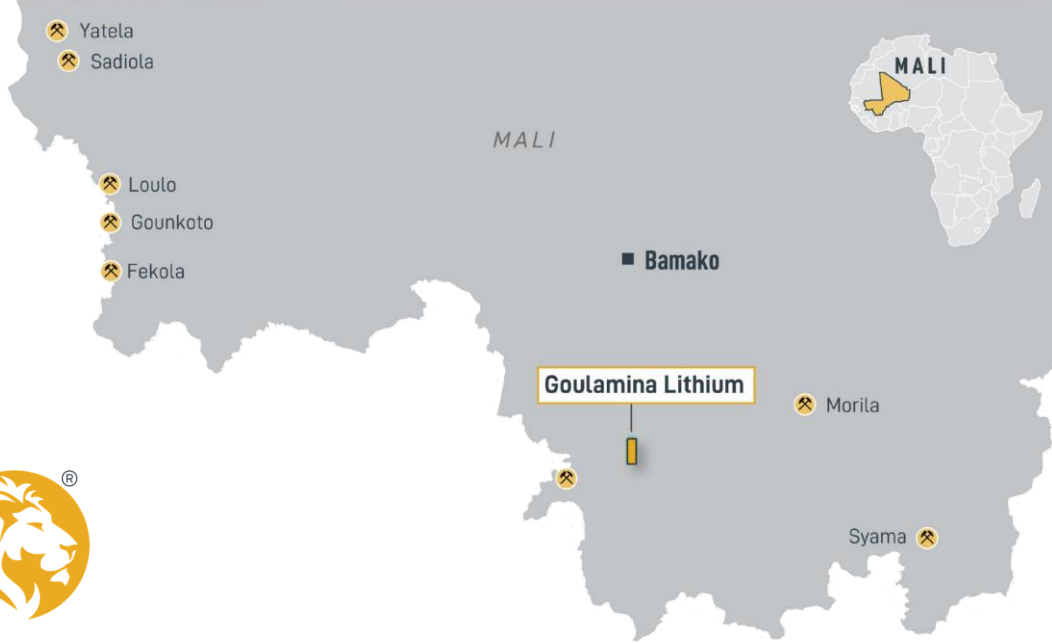 Yatela
Sadiola
MALI
MALI
Loulo
Gounkoto
Fekola
Bamako
Goulamina Lithium
Morila
®
Syama